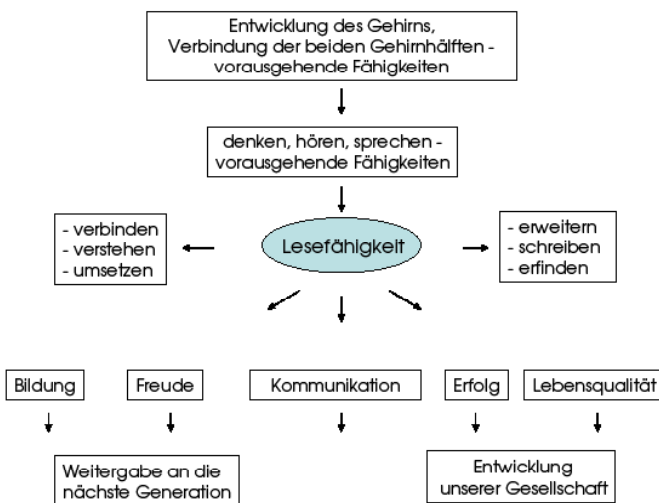 Entwicklung des Gehirns,
Verbindung der beiden Gehirnhälften -
vorausgehende Fähigkeiten
denken, hören, sprechen -
vorausgehende Fähigkeiten
- verbinden
- verstehen
- umsetzen
Lesefähigkeit
- erweitern
- schreiben
- erfinden
Bildung
Freude
Kommunikation
Erfolg
Lebensqualität
Weitergabe an die
nächste Generation
Entwicklung
unserer Gesellschaft